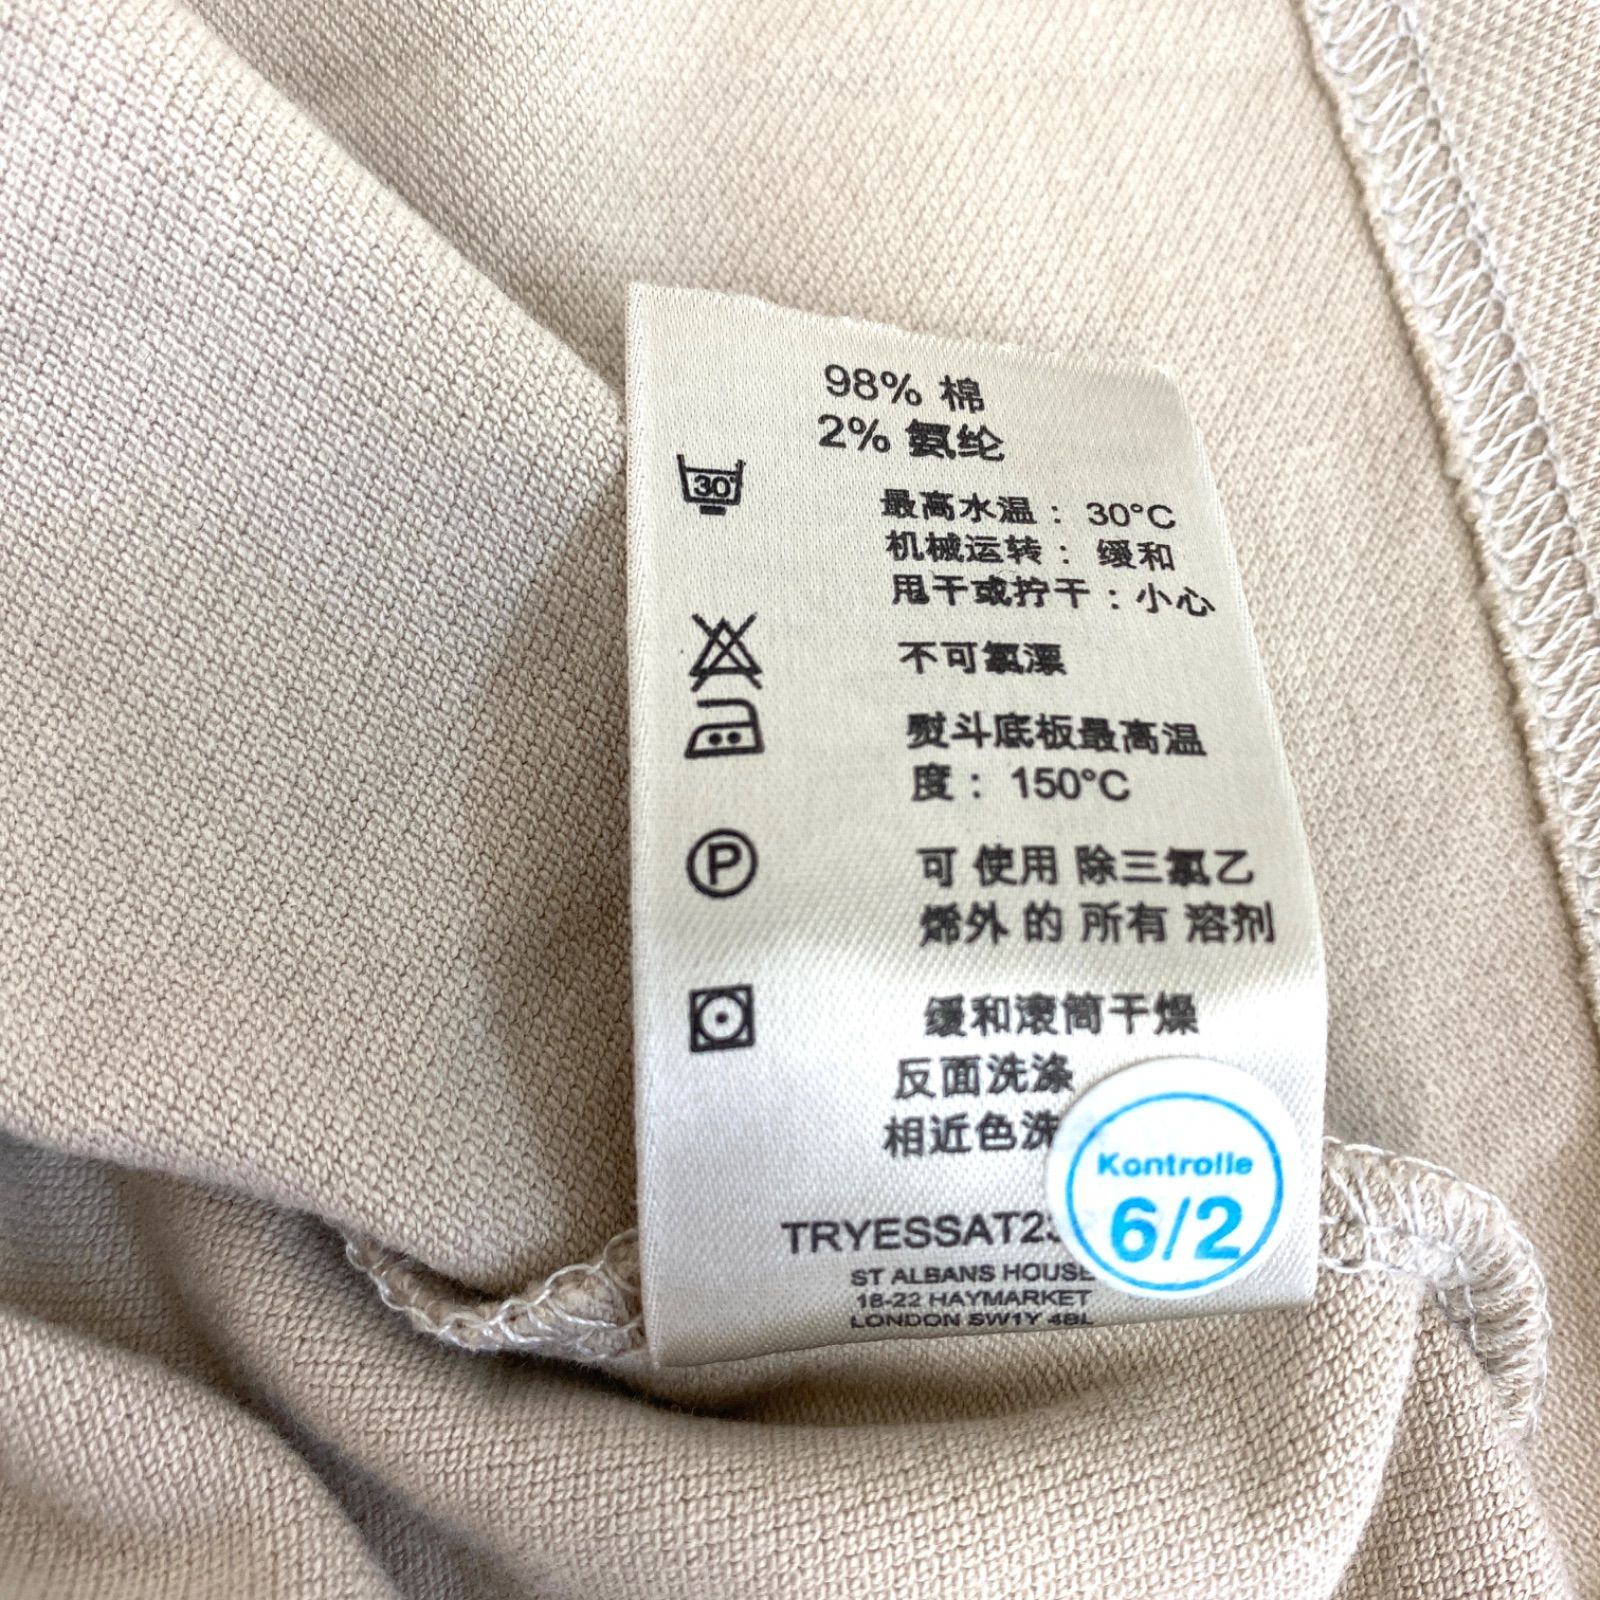 98% 棉
2% 氨纶
30°
最高水温： 30°C
机械运转： 缓和
甩干或拧干：小心
不可氯漂
熨斗底板最高温
度： 150°C
P
可 使用 除三氯乙
烯外 的 所有 溶剂
缓和滚筒干燥
反面洗涤
相近色洗
Kontrolle
6/2
TRYESSAT23
ST ALBANS HOUSE
18-22 HAYMARKET
LONDON SW1Y 4BL